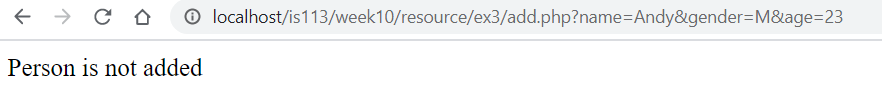 localhost/is113/week10/resource/ex3/add.php?name=Andy&gender=M&age=23
Person is not added